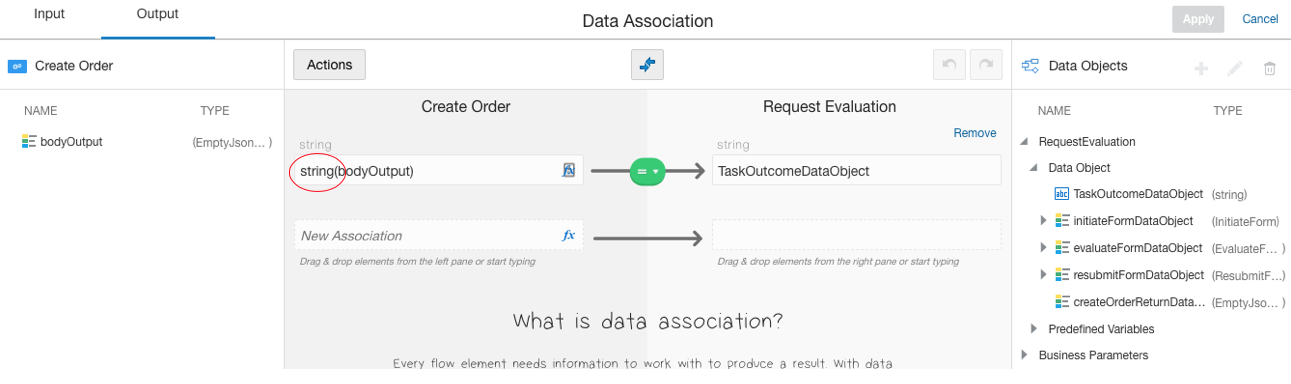 Input
Output
Data Association
Apply
Cancel
Create Order
Actions
Data Objects
NAME
TYPE
bodyOutput
(EmptyJson... )
Create Order
Request Evaluation
Remove
string
string
string(bodyOutput)
fx
=
TaskOutcomeDataObject
New Association
fx
Drag & drop elements from the left pane or start typing
Drag & drop elements from the right pane or start typing
What is data association?
Every flow element needs information to work with to produce a result. With data
NAME
TYPE
RequestEvaluation
Data Object
abc TaskOutcomeDataObject (string)
initiateFormDataObject (InitiateForm)
evaluateFormDataObject (EvaluateF... )
resubmitFormDataObject (ResubmitF...)
createOrderReturnData... (EmptyJso... )
Predefined Variables
Business Parameters